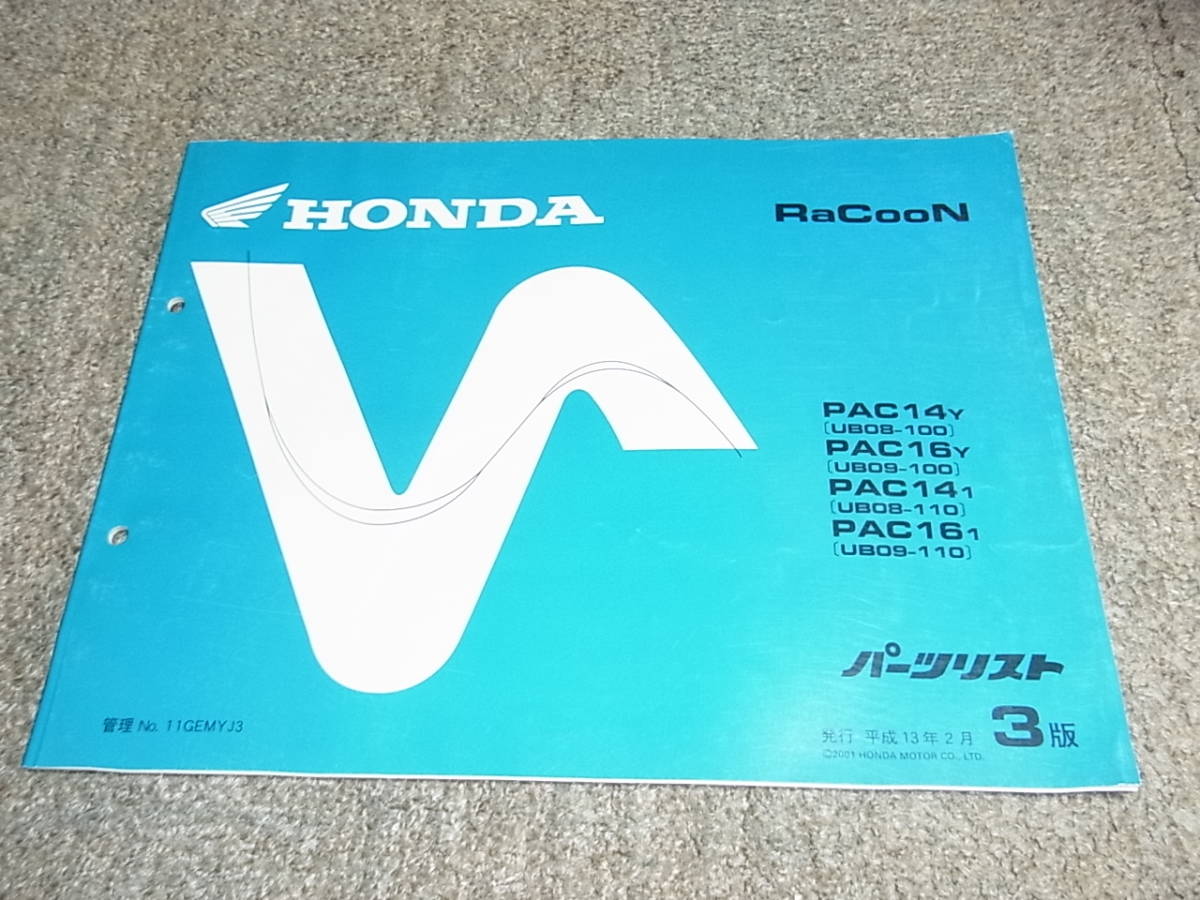 HONDA
RaCooN
PAC14Y
〔UB08-100〕
PAC16Y
〔UB09-100〕
PAC141
〔UB08-110〕
PAC161
〔UB09-110〕
パーツリスト
管理 No. 11GEMYJ3
発行 平成13年2月
3版
©2001 HONDA MOTOR CO., LTD.